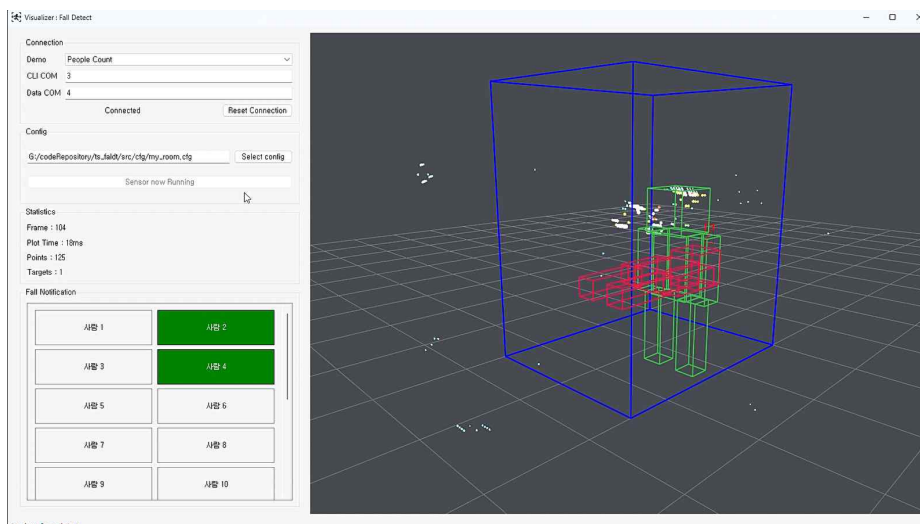 Visualizer : Fall Detect
Connection
Demo People Count
CLI COM 3
Data COM 4
Connected Reset Connection
Config
G:/codeRepository/ts_faldt/src/cfg/my_room.cfg Select config
Sensor now Running
Statistics
Frame : 104
Plot Time : 18ms
Points : 125
Targets : 1
Fall Notification
사람 1 사람 2
사람 3 사람 4
사람 5 사람 6
사람 7 사람 8
사람 9 사람 10